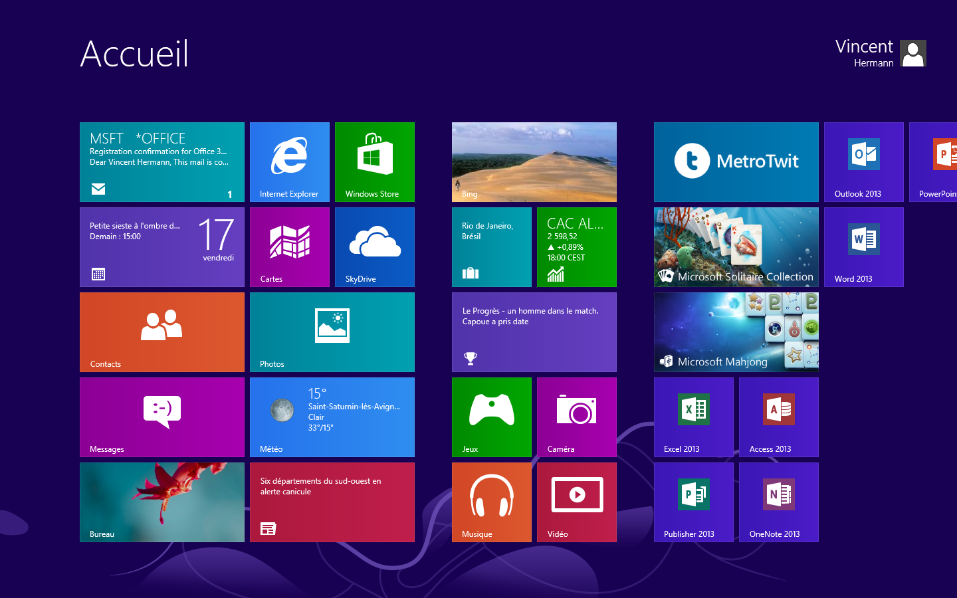 Accueil
Vincent
Hermann
MSFT *OFFICE
Registration confirmation for Office 3...
Dear Vincent Hermann, This mail is co...
1
Internet Explorer
Windows Store
Petite sieste à l'ombre d...
Demain : 15:00
17
vendredi
Cartes
SkyDrive
Contacts
Photos
Messages
15°
Saint-Saturnin-lès-Avign...
Clair
33°/15°
Météo
Bureau
Six départements du sud-ouest en
alerte canicule
Bing
Rio de Janeiro,
Brésil
CAC AL...
2 598,52
▲ +0,89%
18:00 CEST
Le Progrès - un homme dans le match.
Capoue a pris date
Jeux
Caméra
Musique
Vidéo
MetroTwit
Outlook 2013
PowerPoin
Microsoft Solitaire Collection
Word 2013
Microsoft Mahjong
Excel 2013
Access 2013
Publisher 2013
OneNote 2013